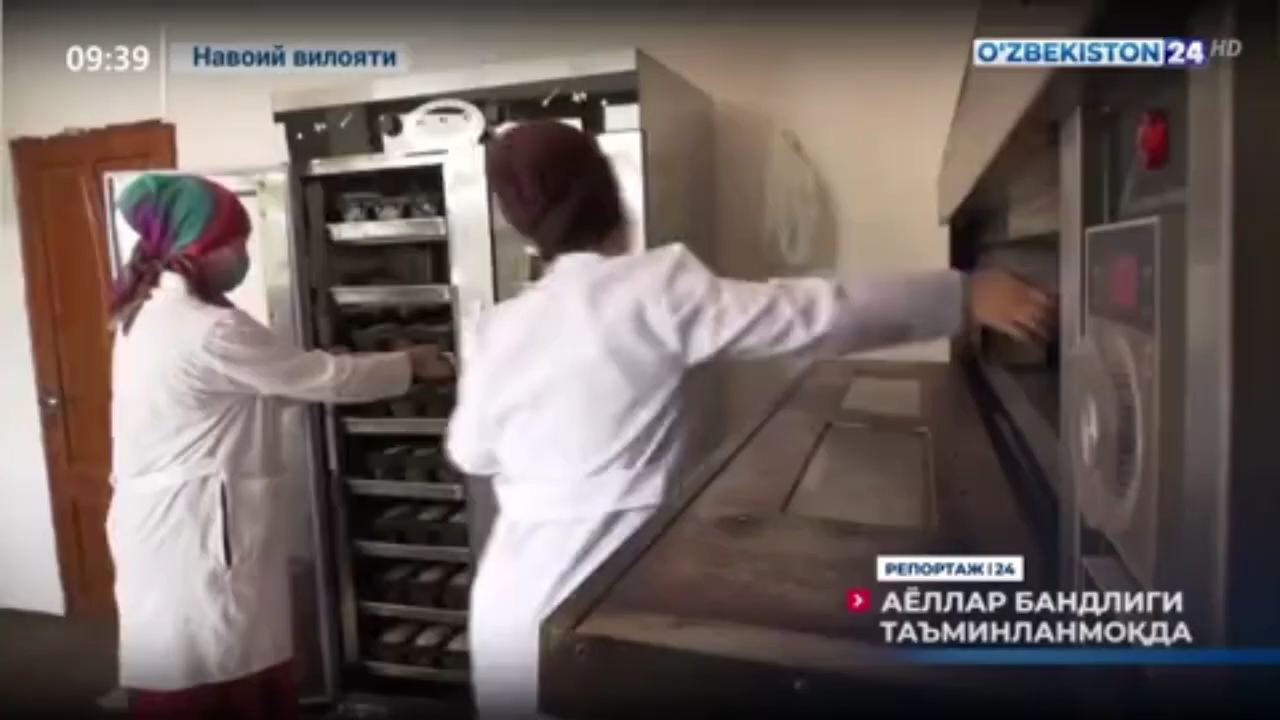 09:39
Навоий вилояти
O'ZBEKISTON 24 HD
РЕПОРТАЖ | 24
АЁЛЛАР БАНДЛИГИ
ТАЪМИНЛАНМОҚДА